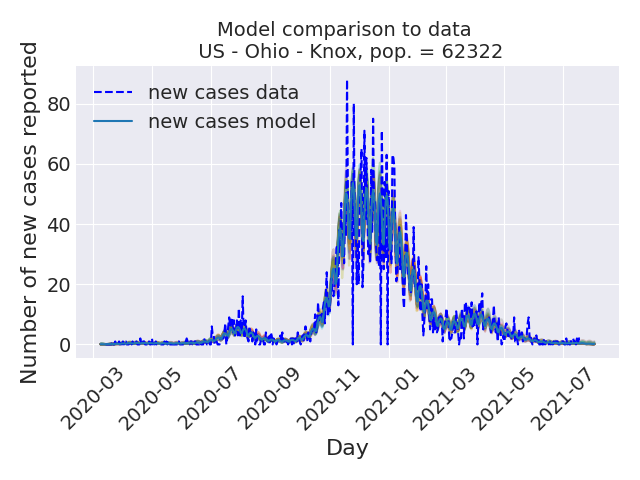 Model comparison to data
US - Ohio - Knox, pop. = 62322
Number of new cases reported
80
60
40
20
0
new cases data
new cases model
2020-03
2020-05
2020-07
2020-09
2020-11
2021-01
2021-03
2021-05
2021-07
Day